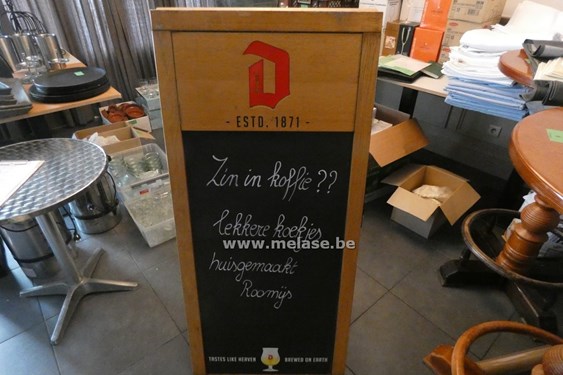 - ESTD. 1871 -
Zin in koffie??
lekkere koekjes
www.melase.be
huisgemaakt
Roomijs
TASTES LIKE HEAVEN BREWED ON EARTH